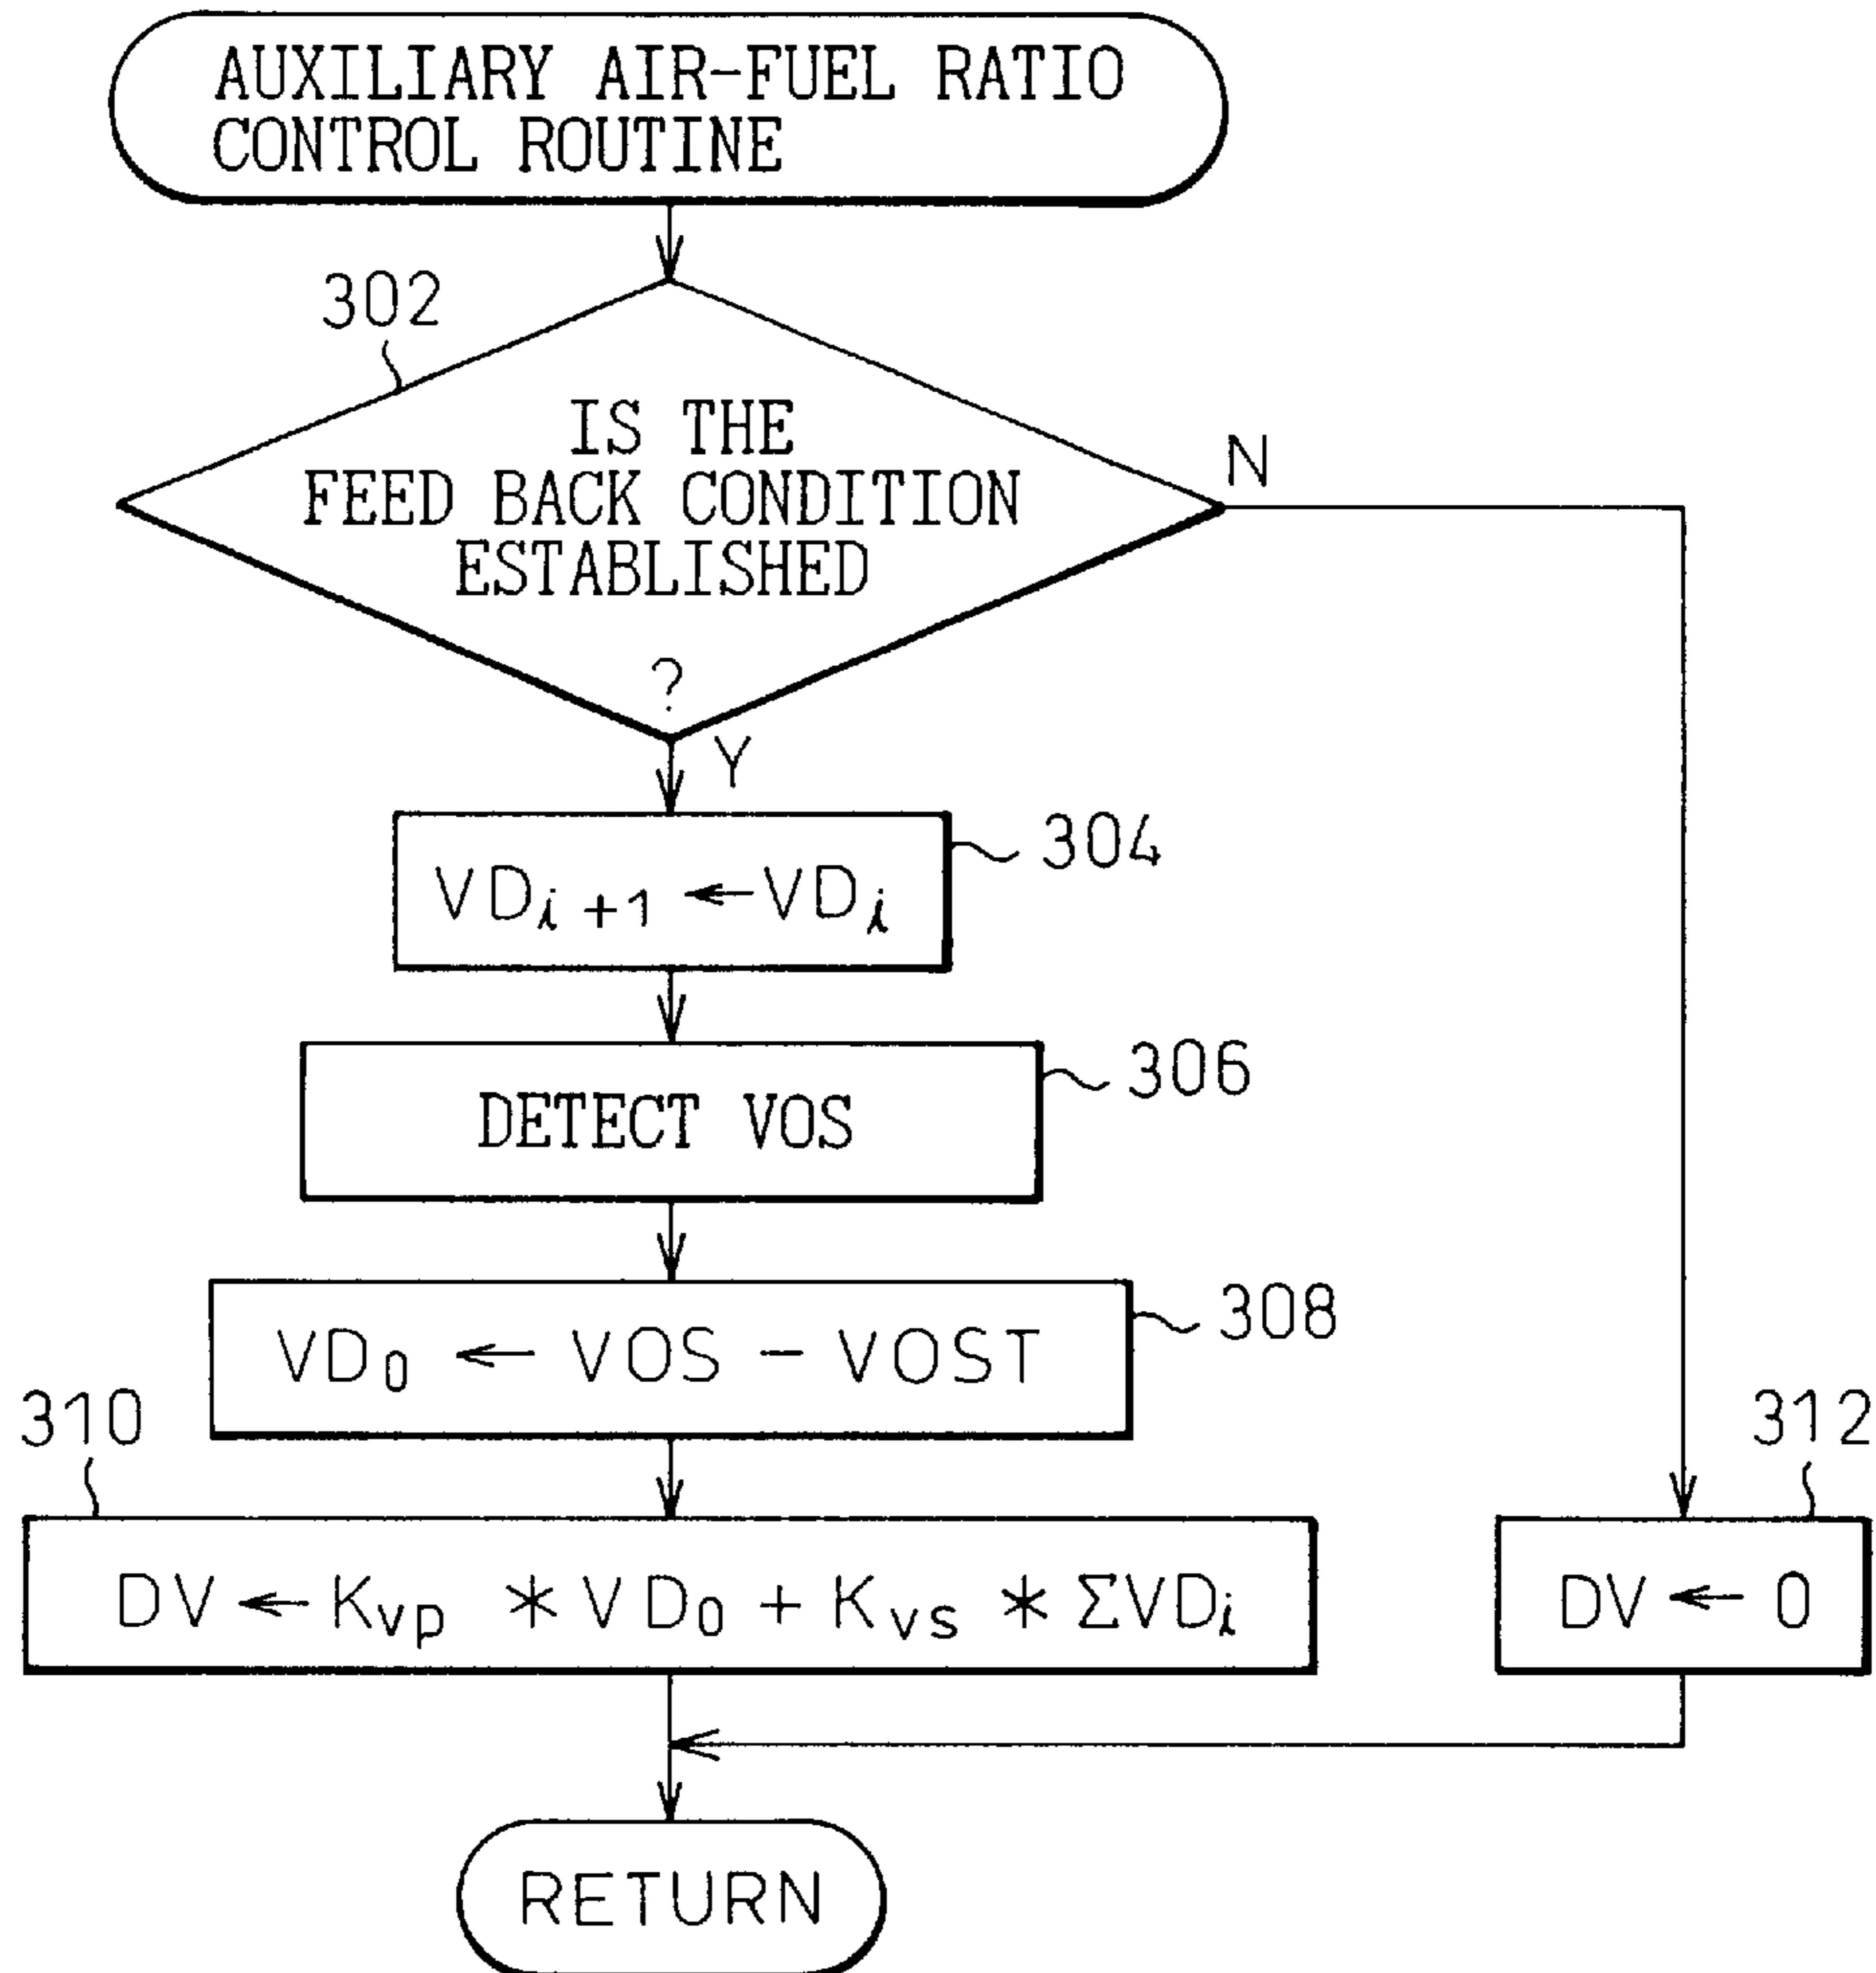 AUXILIARY AIR-FUEL RATIO
CONTROL ROUTINE
302
IS THE
FEED BACK CONDITION
ESTABLISHED
?
N
Y
304
VDi+1 ← VDi
306
DETECT VOS
308
VD0 ← VOS − VOST
310
DV ← Kvp * VD0 + Kvs * ΣVDi
312
DV ← 0
RETURN